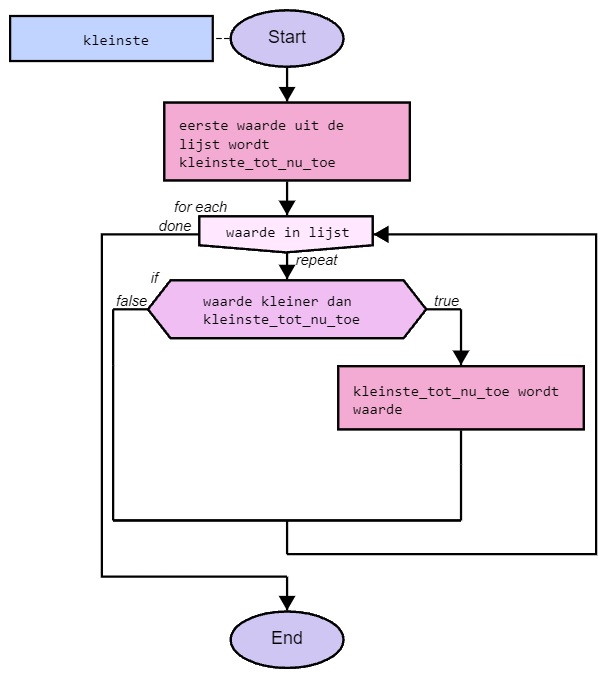 kleinste
Start
eerste waarde uit de
lijst wordt
kleinste_tot_nu_toe
for each
done
waarde in lijst
repeat
if
false
waarde kleiner dan
kleinste_tot_nu_toe
true
kleinste_tot_nu_toe wordt
waarde
End